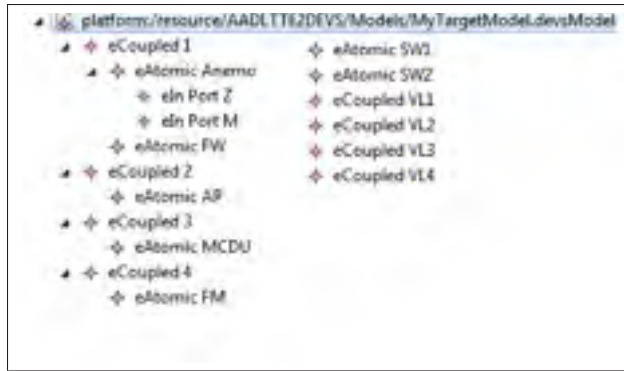 platform:/resource/AADLTTE2DEVS/Models/MyTargetModel.devsModel
eCoupled 1
eAtomic Anemo
eIn Port Z
eIn Port M
eAtomic FW
eCoupled 2
eAtomic AP
eCoupled 3
eAtomic MCDU
eCoupled 4
eAtomic FM
eAtomic SW1
eAtomic SW2
eCoupled VL1
eCoupled VL2
eCoupled VL3
eCoupled VL4